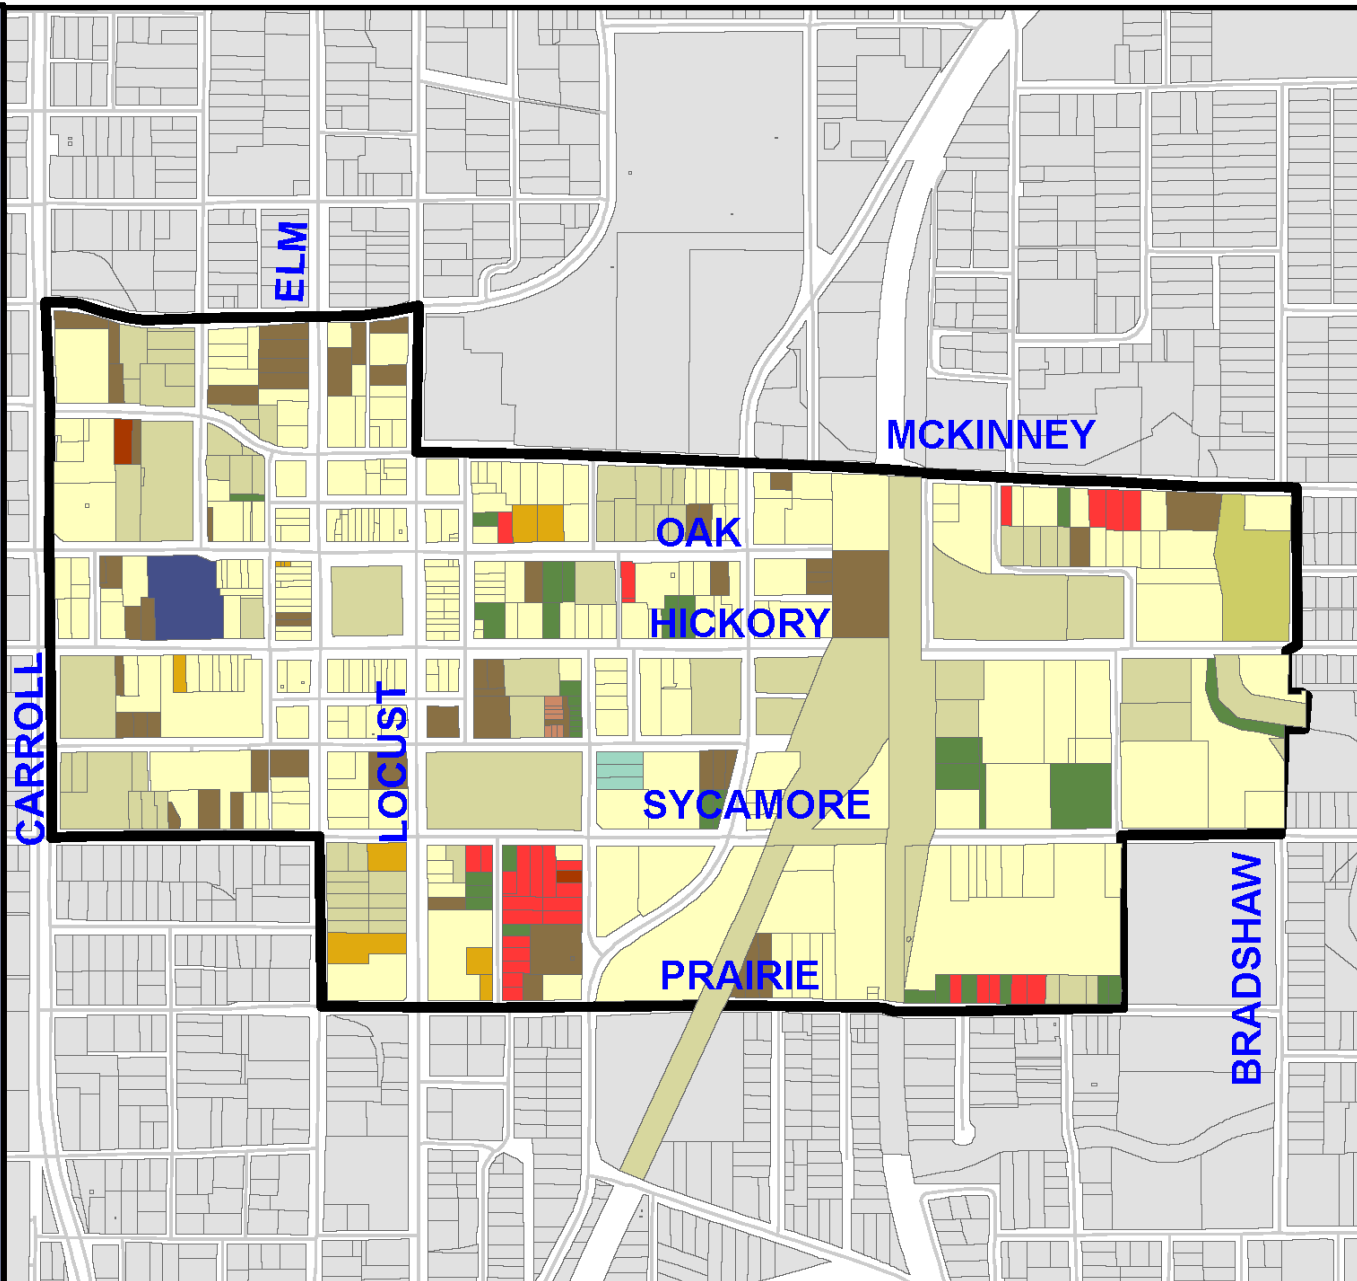 ELM
MCKINNEY
OAK
HICKORY
CARROLL
LOCUST
SYCAMORE
BRADSHAW
PRAIRIE